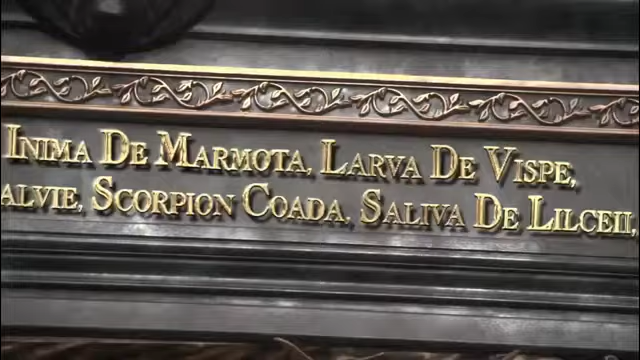 INIMA DE MARMOTA, LARVA DE VISPE,
ALVIE, SCORPION COADA, SALIVA DE LILCEII,